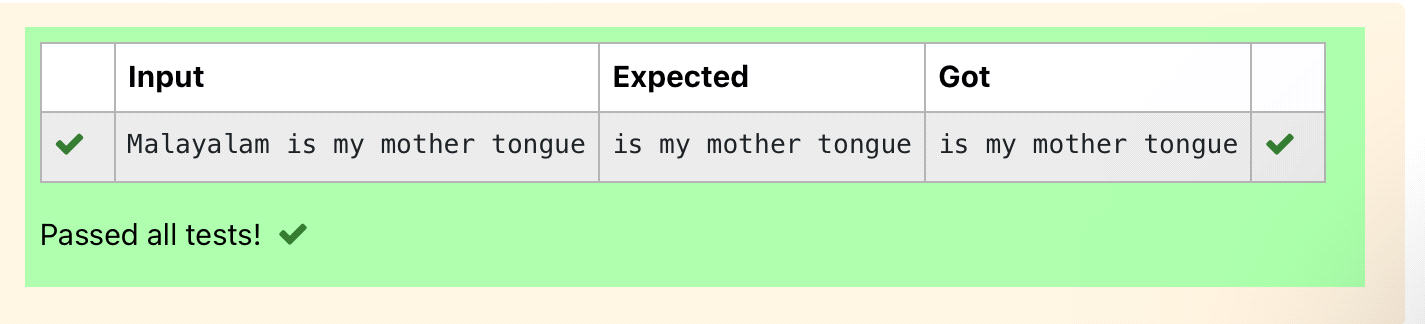 Input Expected Got
Malayalam is my mother tongue is my mother tongue is my mother tongue
Passed all tests!